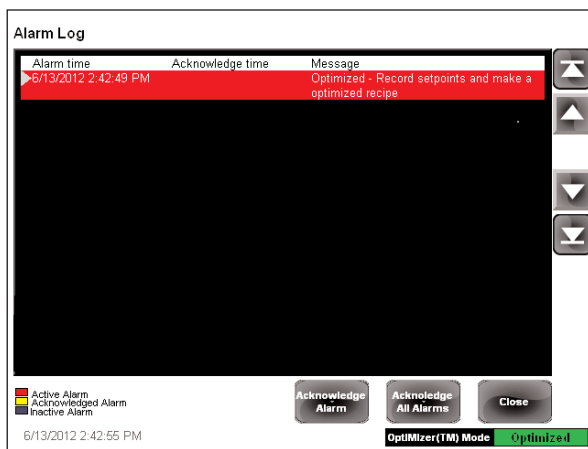 Alarm Log
Alarm time Acknowledge time Message
6/13/2012 2:42:49 PM Optimized - Record setpoints and make a
optimized recipe
Active Alarm
Acknowledged Alarm
Inactive Alarm
Acknowledge
Alarm
Acknoledge
All Alarms
Close
6/13/2012 2:42:55 PM
OptIMIzer(TM) Mode Optimized